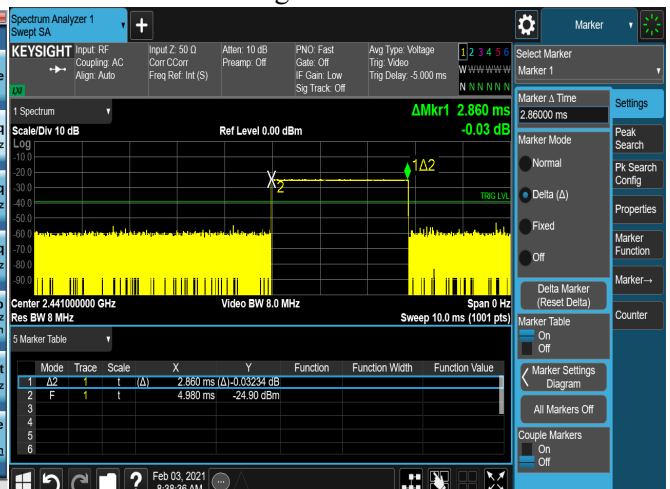 Spectrum Analyzer 1
Swept SA
KEYSIGHT
Input: RF
Coupling: AC
Align: Auto
Input Z: 50 Ω
Corr CCorr
Freq Ref: Int (S)
Atten: 10 dB
Preamp: Off
PNO: Fast
Gate: Off
IF Gain: Low
Sig Track: Off
Avg Type: Voltage
Trig: Video
Trig Delay: -5.000 ms
1 2 3 4 5 6
W W W W W W
N N N N N N
LXI
1 Spectrum
Scale/Div 10 dB
Ref Level 0.00 dBm
ΔMkr1 2.860 ms
-0.03 dB
Log
-10.0
-20.0
-30.0
-40.0
-50.0
-60.0
-70.0
-80.0
-90.0
1Δ2
X2
TRIG LVL
Center 2.441000000 GHz
Res BW 8 MHz
Video BW 8.0 MHz
Span 0 Hz
Sweep 10.0 ms (1001 pts)
5 Marker Table
Mode Trace Scale X Y Function Function Width Function Value
1 Δ2 1 t (Δ) 2.860 ms (Δ) -0.03234 dB
2 F 1 t 4.980 ms -24.90 dBm
3
4
5
6
?
Feb 03, 2021
8:38:36 AM
Marker
Select Marker
Marker 1
Marker Δ Time
2.86000 ms
Marker Mode
Normal
Delta (Δ)
Fixed
Off
Delta Marker
(Reset Delta)
Marker Table
On
Off
Marker Settings
Diagram
All Markers Off
Couple Markers
On
Off
Settings
Peak
Search
Pk Search
Config
Properties
Marker
Function
Marker→
Counter